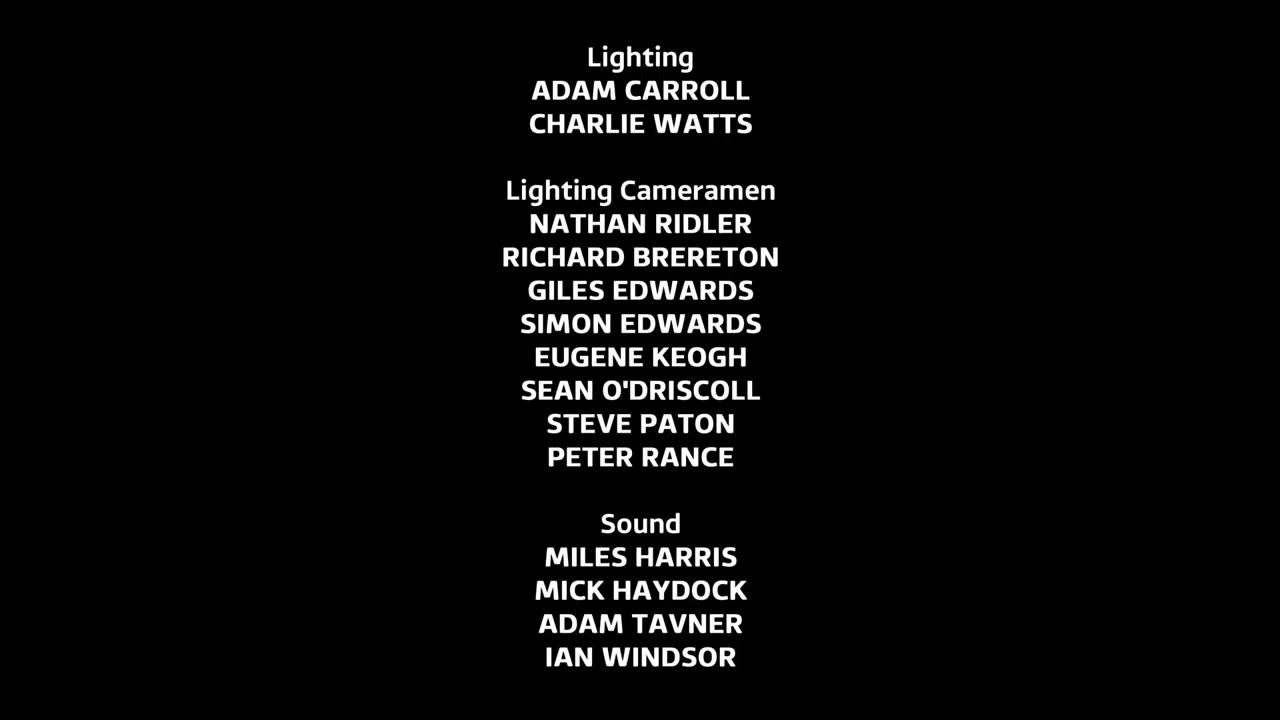 Lighting
ADAM CARROLL
CHARLIE WATTS
Lighting Cameramen
NATHAN RIDLER
RICHARD BRERETON
GILES EDWARDS
SIMON EDWARDS
EUGENE KEOGH
SEAN O'DRISCOLL
STEVE PATON
PETER RANCE
Sound
MILES HARRIS
MICK HAYDOCK
ADAM TAVNER
IAN WINDSOR